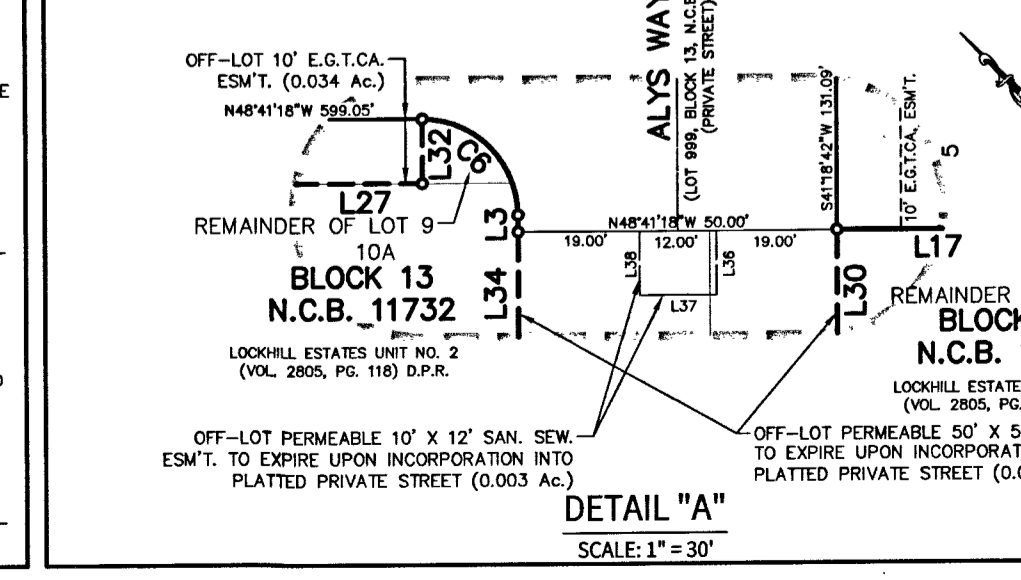 OFF-LOT 10' E.G.T.CA.
ESM'T. (0.034 Ac.)
N48°41'18"W 599.05'
L32
C6
L27
L3
REMAINDER OF LOT 9
10A
BLOCK 13
N.C.B. 11732
L34
LOCKHILL ESTATES UNIT NO. 2
(VOL. 2805, PG. 118) D.P.R.
ALYS WAY
(LOT 999, BLOCK 13, N.C.B
(PRIVATE STREET)
N48°41'18"W 50.00'
19.00'
12.00'
19.00'
L38
L36
L37
S41°18'42"W 131.09'
10' E.G.T.CA. ESM'T.
5
L17
L30
REMAINDER
BLOCK
N.C.B.
LOCKHILL ESTATE
(VOL. 2805, PG.
OFF-LOT PERMEABLE 10' X 12' SAN. SEW.
ESM'T. TO EXPIRE UPON INCORPORATION INTO
PLATTED PRIVATE STREET (0.003 Ac.)
OFF-LOT PERMEABLE 50' X 5
TO EXPIRE UPON INCORPORAT
PLATTED PRIVATE STREET (0.0
DETAIL "A"
SCALE: 1" = 30'
E